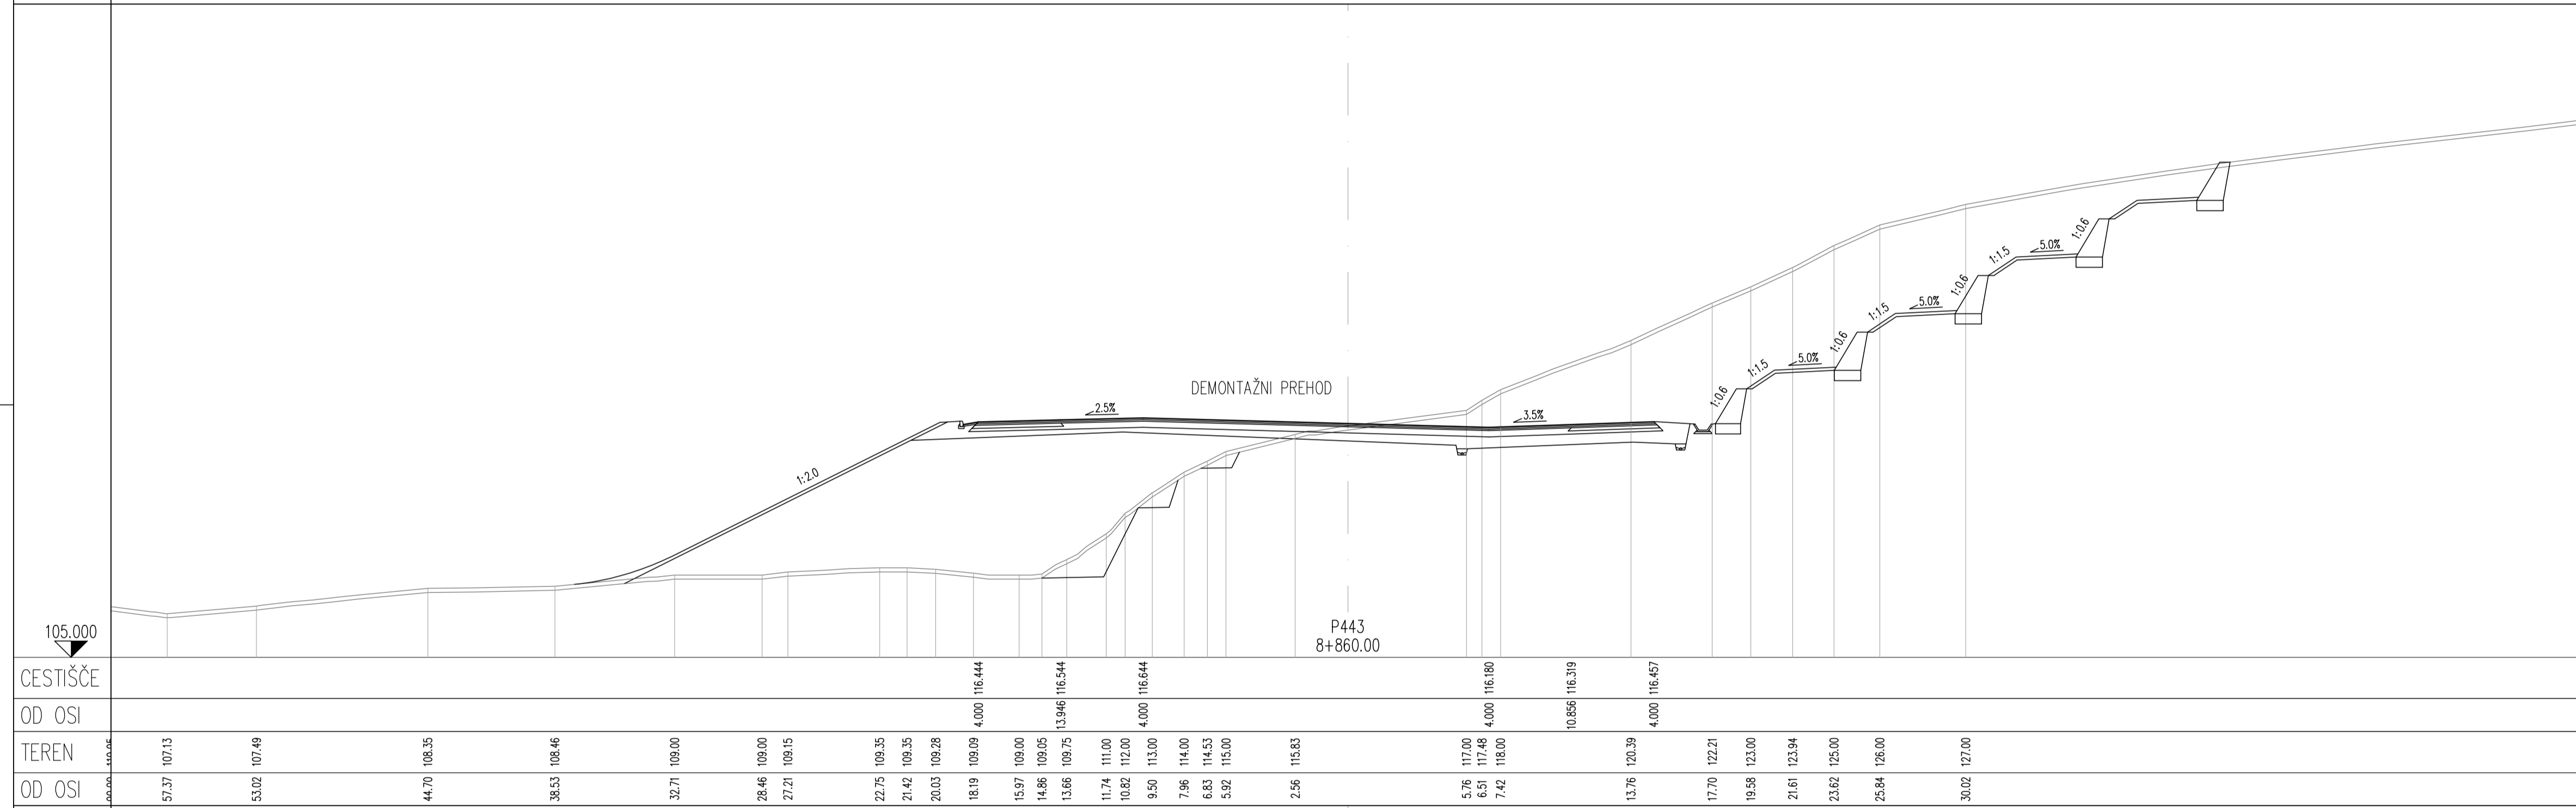 DEMONTAŽNI PREHOD
2.5%
3.5%
1:2.0
1:0.6
1:1.5
5.0%
1:0.6
1:1.5
5.0%
1:0.6
1:1.5
5.0%
1:0.6
P443
8+860.00
105.000
CESTIŠČE 116.444 116.544 116.644 116.180 116.319 116.457
OD OSI 4.000 13.946 4.000 4.000 10.856 4.000
TEREN 107.13 107.49 108.35 108.46 109.00 109.00 109.15 109.35 109.35 109.28 109.09 109.00 109.05 109.75 111.00 112.00 113.00 114.00 114.53 115.00 115.83 117.00 117.48 118.00 120.39 122.21 123.00 123.94 125.00 126.00 127.00
OD OSI 57.37 53.02 44.70 38.53 32.71 28.46 27.21 22.75 21.42 20.03 18.19 15.97 14.86 13.66 11.74 10.82 9.50 7.96 6.83 5.92 2.56 5.76 6.51 7.42 13.76 17.70 19.58 21.61 23.62 25.84 30.02